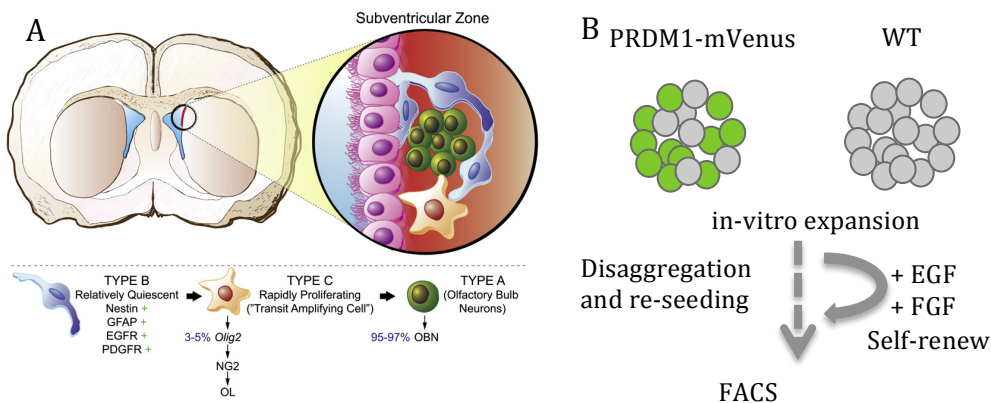 A
Subventricular Zone
TYPE B
Relatively Quiescent
Nestin +
GFAP +
EGFR +
PDGFR +
TYPE C
Rapidly Proliferating
("Transit Amplifying Cell")
3-5% Olig2
NG2
OL
TYPE A
(Olfactory Bulb
Neurons)
95-97% OBN
B
PRDM1-mVenus
WT
in-vitro expansion
Disaggregation
and re-seeding
+ EGF
+ FGF
Self-renew
FACS